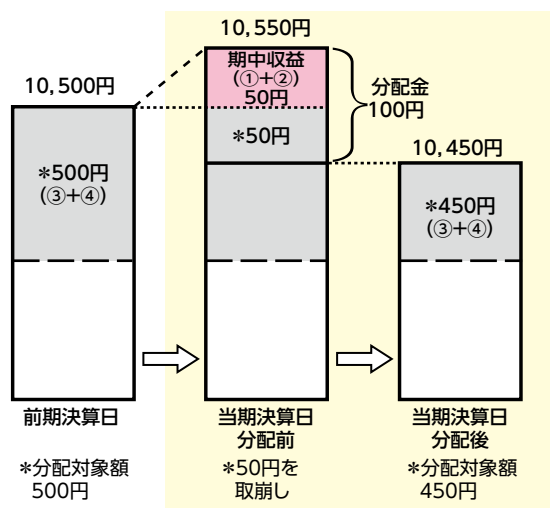 10,550円
期中収益
(①+②)
50円
10,500円
分配金
100円
*50円
10,450円
*500円
(③+④)
*450円
(③+④)
前期決算日
当期決算日
分配前
当期決算日
分配後
*分配対象額
500円
*50円を
取崩し
*分配対象額
450円